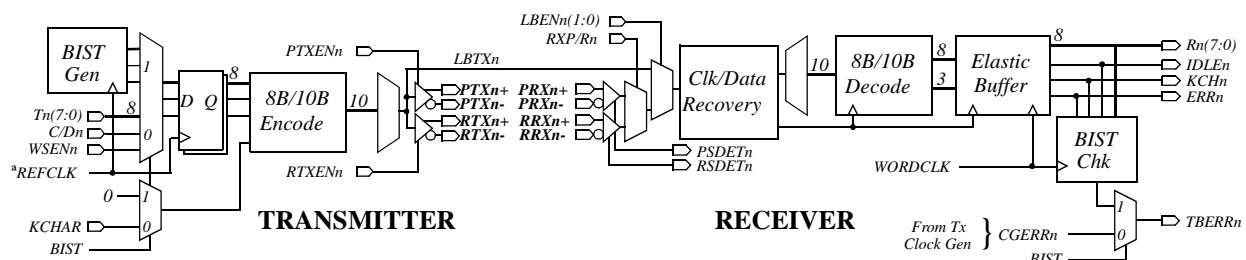 BIST
Gen
1
0
8
Tn(7:0)
C/Dn
WSENn
aREFCLK
0
KCHAR
BIST
1
0
D Q
8
8B/10B
Encode
10
PTXENn
RTXENn
LBTXn
PTXn+
PTXn-
RTXn+
RTXn-
TRANSMITTER
LBENn(1:0)
RXP/Rn
PRXn+
PRXn-
RRXn+
RRXn-
PSDETn
RSDETn
Clk/Data
Recovery
10
8B/10B
Decode
8
3
Elastic
Buffer
8
Rn(7:0)
IDLEn
KCHn
ERRn
BIST
Chk
WORDCLK
RECEIVER
From Tx
Clock Gen
} CGERRn
1
0
TBERRn
BIST